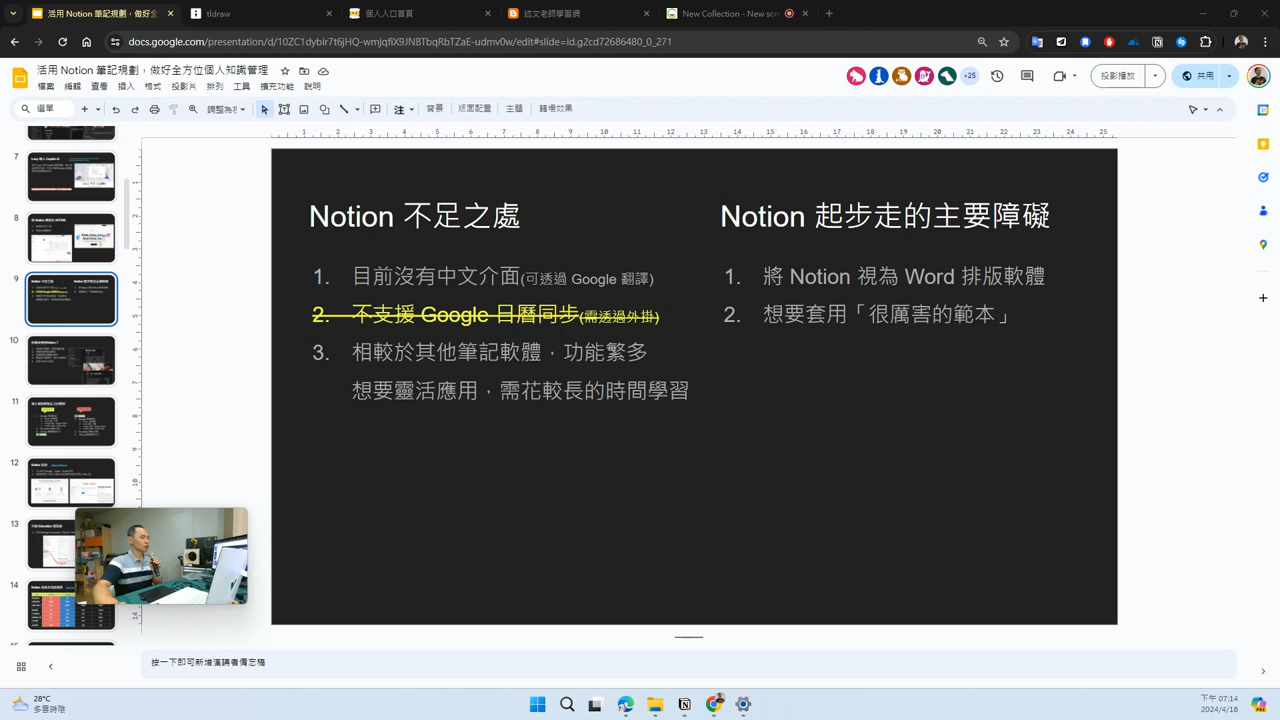 活用 Notion 筆記規劃，做好全
tldraw
個人入口首頁
述文老師學習網
New Collection - New scr
docs.google.com/presentation/d/10ZC1dybir7t6jHQ-wmjqfiX9JNBTbqRbTZaE-udmv0w/edit#slide=id.g2cd72686480_0_271
活用 Notion 筆記規劃，做好全方位個人知識管理
檔案 編輯 查看 插入 格式 投影片 排列 工具 擴充功能 說明
+25
投影播放
共用
選單
背景 版面配置 主題 轉場效果
Notion 不足之處
1. 目前沒有中文介面(可透過 Google 翻譯)
2. 不支援 Google 日曆同步(需透過外掛)
相較於其他筆記軟體，功能繁多
想要靈活應用，需花較長的時間學習
Notion 起步走的主要障礙
將 Notion 視為 Word 排版軟體
2. 想要套用「很厲害的範本」
7
8
9
10
11
12
13
14
按一下即可新增演講者備忘稿
28°C
多雲時陰
下午 07:14
2024/4/18